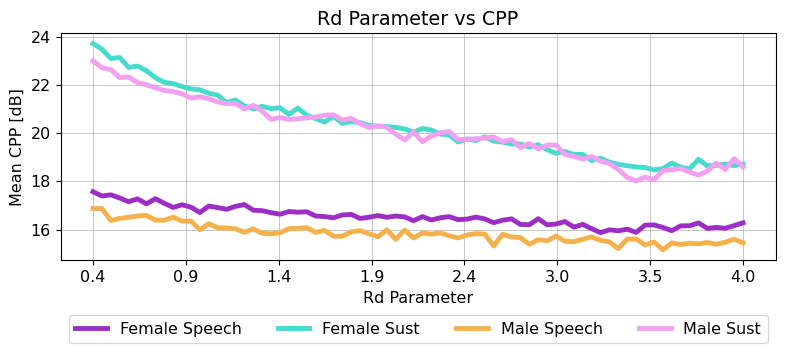 Rd Parameter vs CPP
Mean CPP [dB]
24
22
20
18
16
0.4 0.9 1.4 1.9 2.4 3.0 3.5 4.0
Rd Parameter
Female Speech Female Sust Male Speech Male Sust